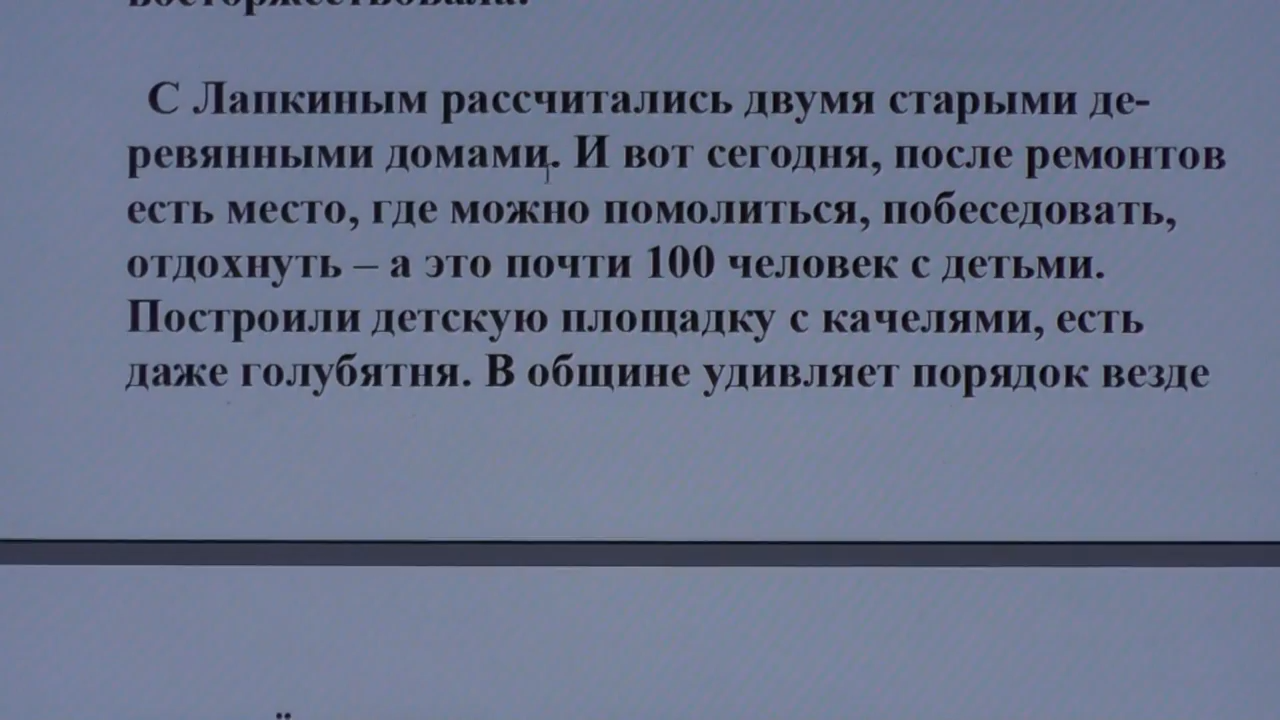 восторжествовала.
С Лапкиным рассчитались двумя старыми де-
ревянными домами. И вот сегодня, после ремонтов
есть место, где можно помолиться, побеседовать,
отдохнуть – а это почти 100 человек с детьми.
Построили детскую площадку с качелями, есть
даже голубятня. В общине удивляет порядок везде